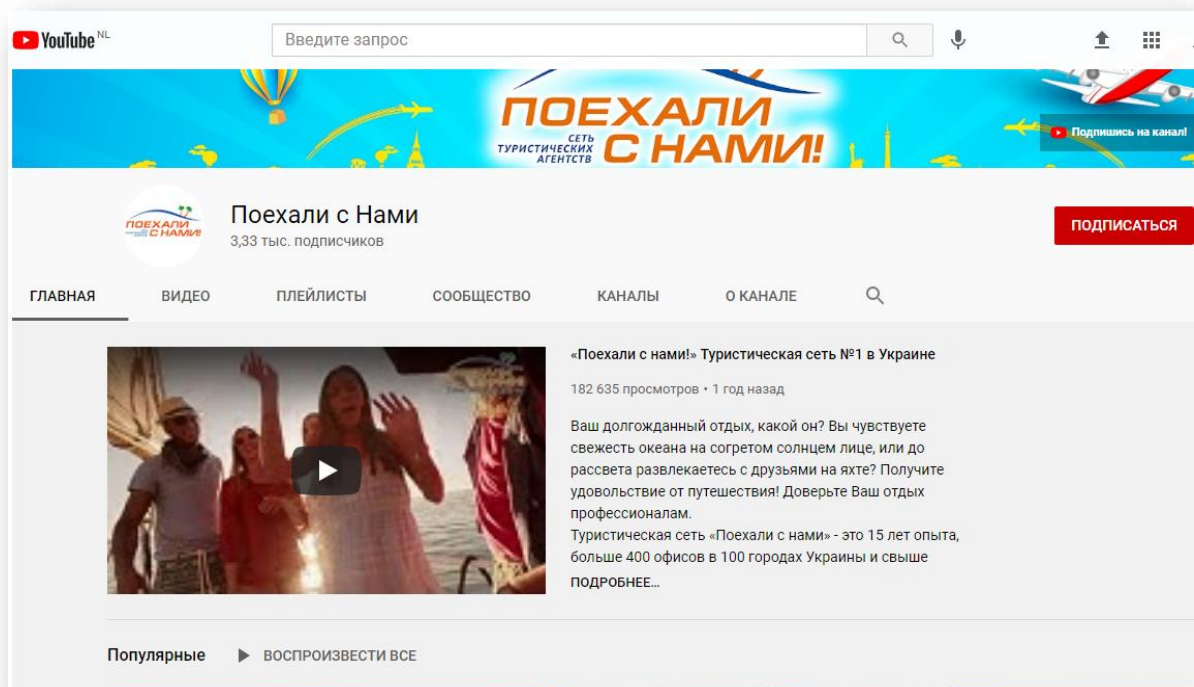 YouTube NL
Введите запрос
ПОЕХАЛИ
СЕТЬ
ТУРИСТИЧЕСКИХ
АГЕНТСТВ
С НАМИ!
Подпишись на канал!
ПОЕХАЛИ
С НАМИ!
Поехали с Нами
3,33 тыс. подписчиков
ПОДПИСАТЬСЯ
ГЛАВНАЯ ВИДЕО ПЛЕЙЛИСТЫ СООБЩЕСТВО КАНАЛЫ О КАНАЛЕ
«Поехали с нами!» Туристическая сеть №1 в Украине
182 635 просмотров • 1 год назад
Ваш долгожданный отдых, какой он? Вы чувствуете
свежесть океана на согретом солнцем лице, или до
рассвета развлекаетесь с друзьями на яхте? Получите
удовольствие от путешествия! Доверьте Ваш отдых
профессионалам.
Туристическая сеть «Поехали с нами» - это 15 лет опыта,
больше 400 офисов в 100 городах Украины и свыше
ПОДРОБНЕЕ...
Популярные ВОСПРОИЗВЕСТИ ВСЕ